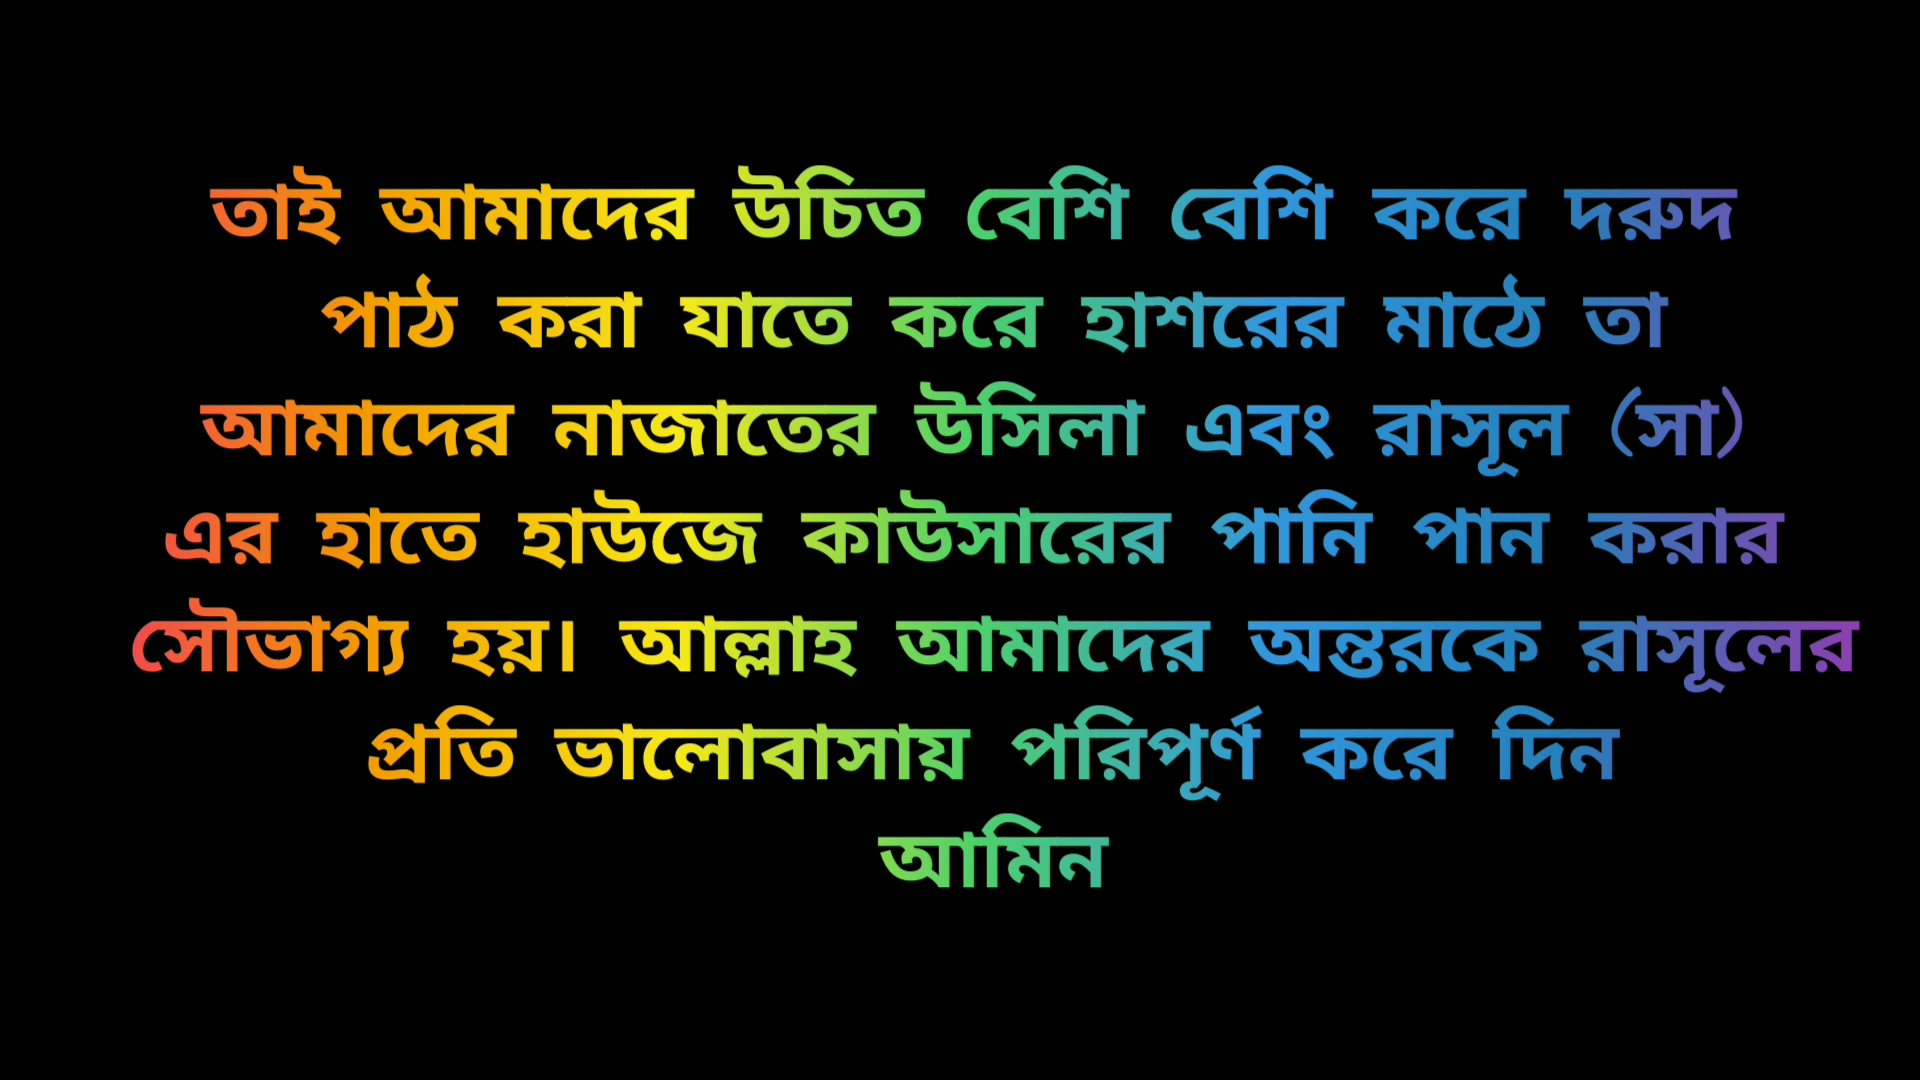 তাই আমাদের উচিত বেশি বেশি করে দরুদ
পাঠ করা যাতে করে হাশরের মাঠে তা
আমাদের নাজাতের উসিলা এবং রাসূল (সা)
এর হাতে হাউজে কাউসারের পানি পান করার
সৌভাগ্য হয়। আল্লাহ আমাদের অন্তরকে রাসূলের
প্রতি ভালোবাসায় পরিপূর্ণ করে দিন
আমিন